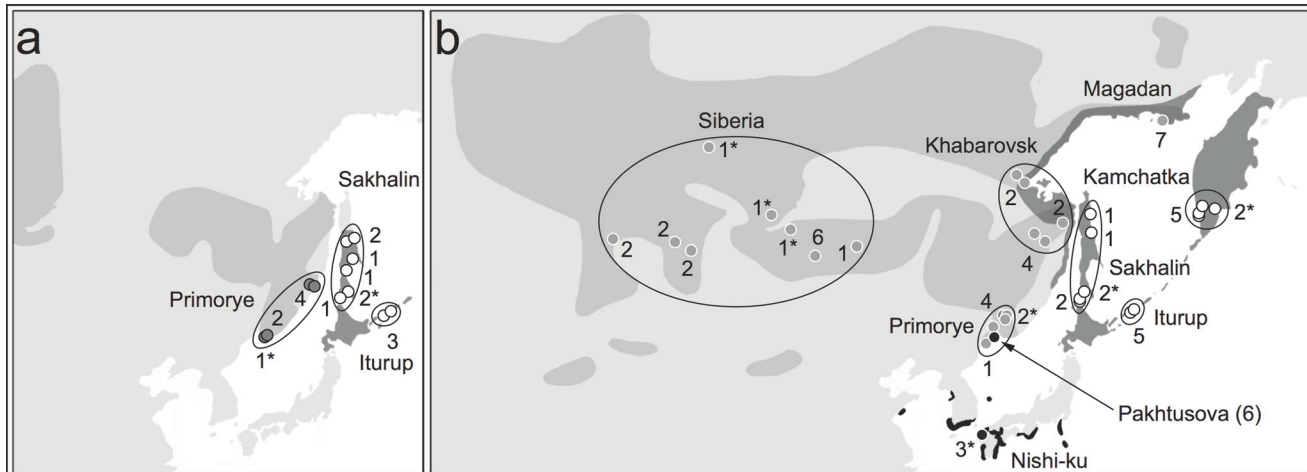 a
Sakhalin
2
1
1
2*
1
Primorye
4
2
1*
3
Iturup
b
Magadan
7
Siberia
1*
Khabarovsk
2
2
4
Kamchatka
5
2*
1*
1*
6
1
2
2
2
1
1
Sakhalin
2*
2
Iturup
5
4
2*
Primorye
1
Pakhtusova (6)
3*
Nishi-ku